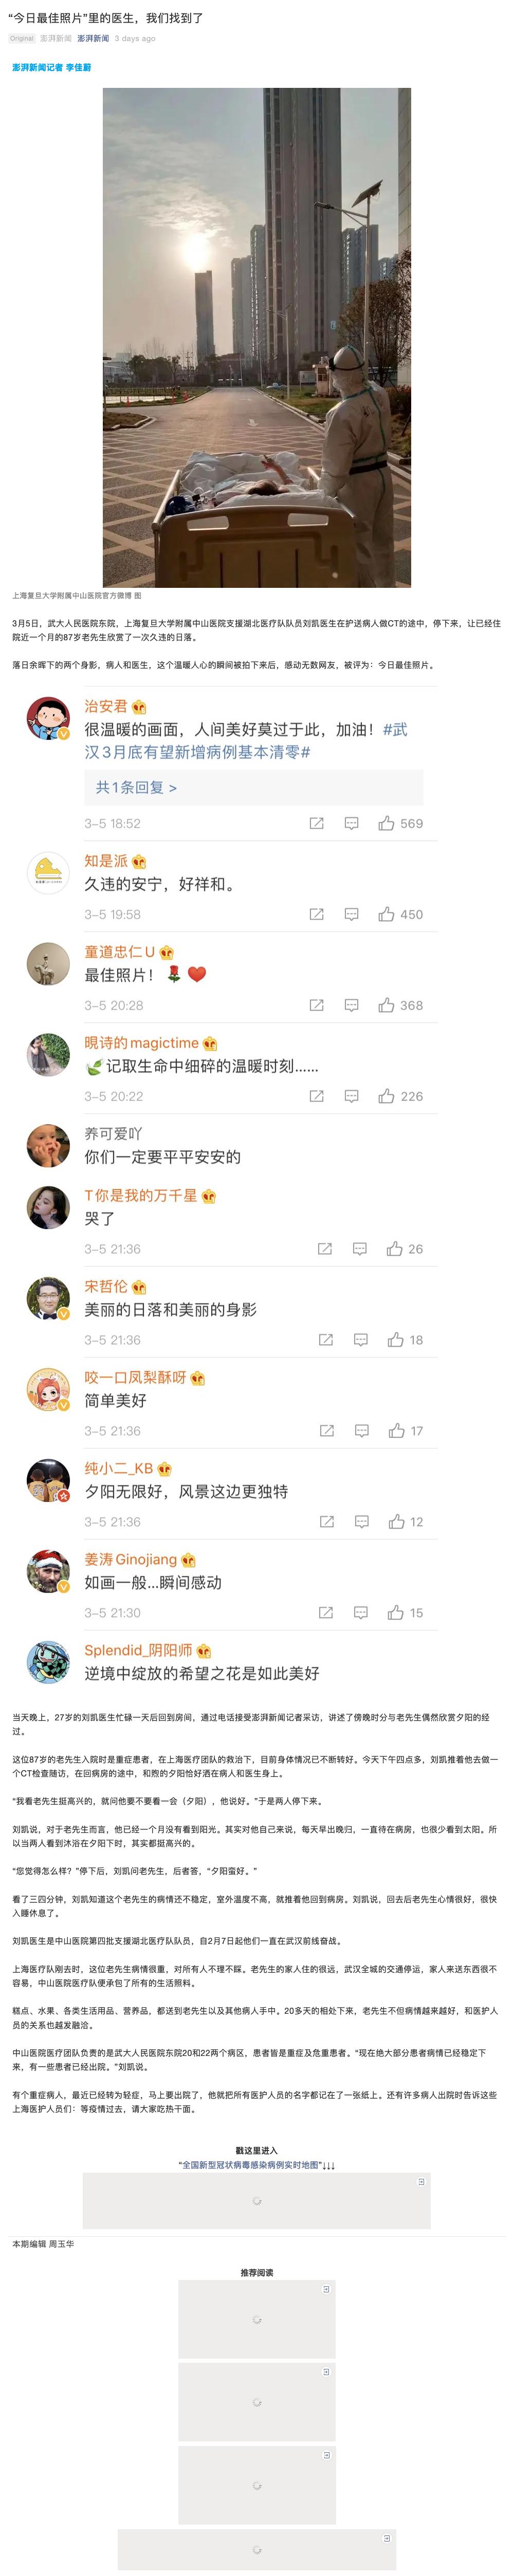 “今日最佳照片”里的医生，我们找到了
Original 澎湃新闻 澎湃新闻 3 days ago
澎湃新闻记者 李佳蔚
上海复旦大学附属中山医院官方微博 图
3月5日，武大人民医院东院，上海复旦大学附属中山医院支援湖北医疗队队员刘凯医生在护送病人做CT的途中，停下来，让已经住
院近一个月的87岁老先生欣赏了一次久违的日落。
落日余晖下的两个身影，病人和医生，这个温暖人心的瞬间被拍下来后，感动无数网友，被评为：今日最佳照片。
治安君
很温暖的画面，人间美好莫过于此，加油！#武
汉3月底有望新增病例基本清零#
共1条回复 >
3-5 18:52 569
知是派
久违的安宁，好祥和。
3-5 19:58 450
童道忠仁U
最佳照片！🌹❤️
3-5 20:28 368
晛诗的magictime
🌿记取生命中细碎的温暖时刻......
3-5 20:22 226
养可爱吖
你们一定要平平安安的
T你是我的万千星
哭了
3-5 21:36 26
宋哲伦
美丽的日落和美丽的身影
3-5 21:36 18
咬一口凤梨酥呀
简单美好
3-5 21:36 17
纯小二_KB
夕阳无限好，风景这边更独特
3-5 21:36 12
姜涛Ginojiang
如画一般...瞬间感动
3-5 21:30 15
Splendid_阴阳师
逆境中绽放的希望之花是如此美好
当天晚上，27岁的刘凯医生忙碌一天后回到房间，通过电话接受澎湃新闻记者采访，讲述了傍晚时分与老先生偶然欣赏夕阳的经
过。
这位87岁的老先生入院时是重症患者，在上海医疗团队的救治下，目前身体情况已不断转好。今天下午四点多，刘凯推着他去做一
个CT检查随访，在回病房的途中，和煦的夕阳恰好洒在病人和医生身上。
“我看老先生挺高兴的，就问他要不要看一会（夕阳），他说好。”于是两人停下来。
刘凯说，对于老先生而言，他已经一个月没有看到阳光。其实对他自己来说，每天早出晚归，一直待在病房，也很少看到太阳。所
以当两人看到沐浴在夕阳下时，其实都挺高兴的。
“您觉得怎么样？”停下后，刘凯问老先生，后者答，“夕阳蛮好。”
看了三四分钟，刘凯知道这个老先生的病情还不稳定，室外温度不高，就推着他回到病房。刘凯说，回去后老先生心情很好，很快
入睡休息了。
刘凯医生是中山医院第四批支援湖北医疗队队员，自2月7日起他们一直在武汉前线奋战。
上海医疗队刚去时，这位老先生病情很重，对所有人不理不睬。老先生的家人住的很远，武汉全城的交通停运，家人来送东西很不
容易，中山医院医疗队便承包了所有的生活照料。
糕点、水果、各类生活用品、营养品，都送到老先生以及其他病人手中。20多天的相处下来，老先生不但病情越来越好，和医护人
员的关系也越发融洽。
中山医院医疗团队负责的是武大人民医院东院20和22两个病区，患者皆是重症及危重患者。“现在绝大部分患者病情已经稳定下
来，有一些患者已经出院。”刘凯说。
有个重症病人，最近已经转为轻症，马上要出院了，他就把所有医护人员的名字都记在了一张纸上。还有许多病人出院时告诉这些
上海医护人员们：等疫情过去，请大家吃热干面。
戳这里进入
“全国新型冠状病毒感染病例实时地图”↓↓↓
本期编辑 周玉华
推荐阅读